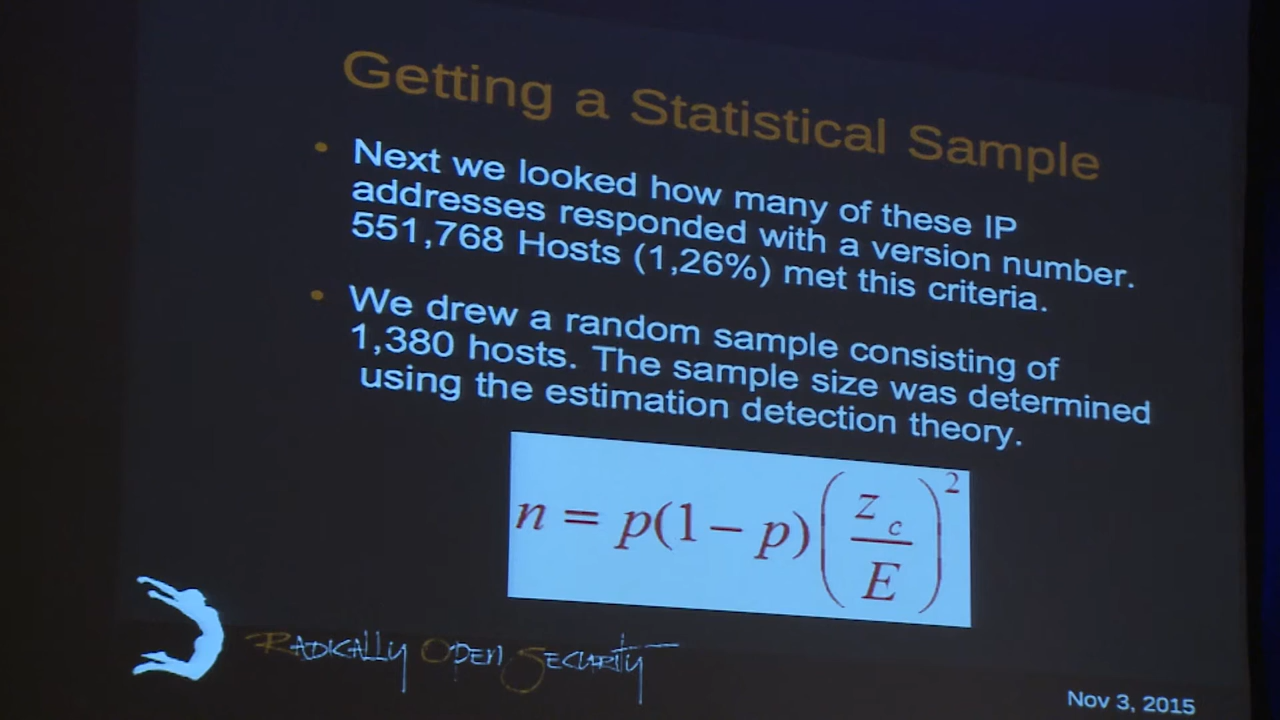 Getting a Statistical Sample
• Next we looked how many of these IP
addresses responded with a version number.
551,768 Hosts (1,26%) met this criteria.
• We drew a random sample consisting of
1,380 hosts. The sample size was determined
using the estimation detection theory.
n = p(1 − p)(z_c/E)²
RADICALLY OPEN SECURITY
Nov 3, 2015